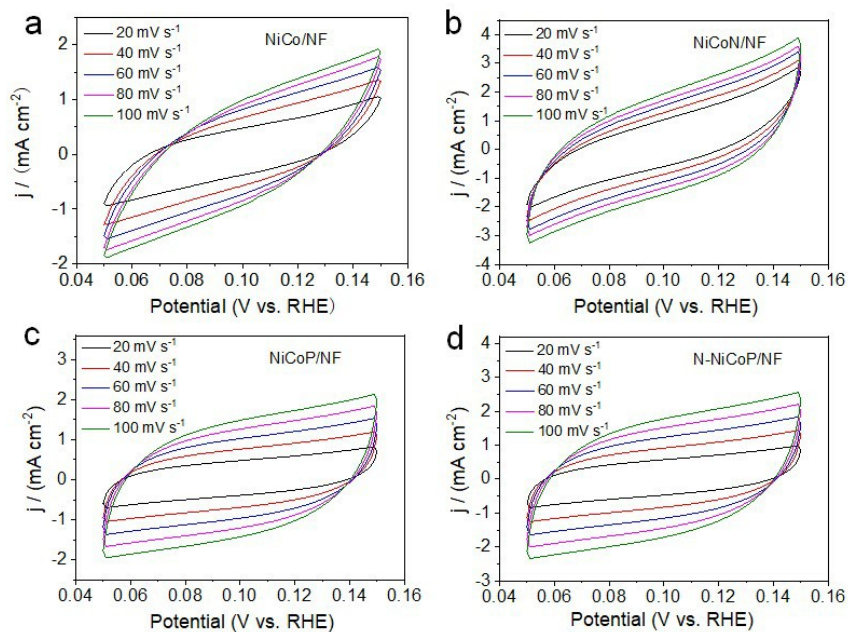 a
20 mV s⁻¹
40 mV s⁻¹
60 mV s⁻¹
80 mV s⁻¹
100 mV s⁻¹
NiCo/NF
2
1
0
-1
-2
j / (mA cm⁻²)
0.04 0.06 0.08 0.10 0.12 0.14 0.16
Potential (V vs. RHE)
b
20 mV s⁻¹
40 mV s⁻¹
60 mV s⁻¹
80 mV s⁻¹
100 mV s⁻¹
NiCoN/NF
4
3
2
1
0
-1
-2
-3
-4
j / (mA cm⁻²)
0.04 0.06 0.08 0.10 0.12 0.14 0.16
Potential (V vs. RHE)
c
20 mV s⁻¹
40 mV s⁻¹
60 mV s⁻¹
80 mV s⁻¹
100 mV s⁻¹
NiCoP/NF
3
2
1
0
-1
-2
j / (mA cm⁻²)
0.04 0.06 0.08 0.10 0.12 0.14 0.16
Potential (V vs. RHE)
d
20 mV s⁻¹
40 mV s⁻¹
60 mV s⁻¹
80 mV s⁻¹
100 mV s⁻¹
N-NiCoP/NF
4
3
2
1
0
-1
-2
-3
j / (mA cm⁻²)
0.04 0.06 0.08 0.10 0.12 0.14 0.16
Potential (V vs. RHE)